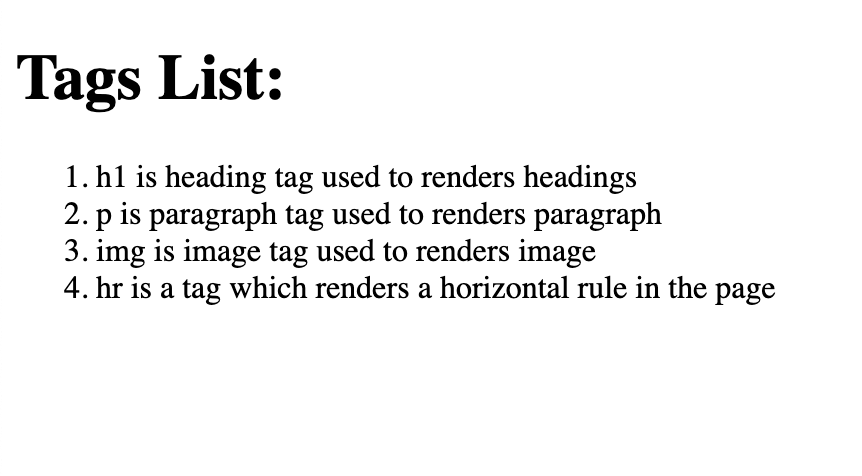 Tags List:
1. h1 is heading tag used to renders headings
2. p is paragraph tag used to renders paragraph
3. img is image tag used to renders image
4. hr is a tag which renders a horizontal rule in the page